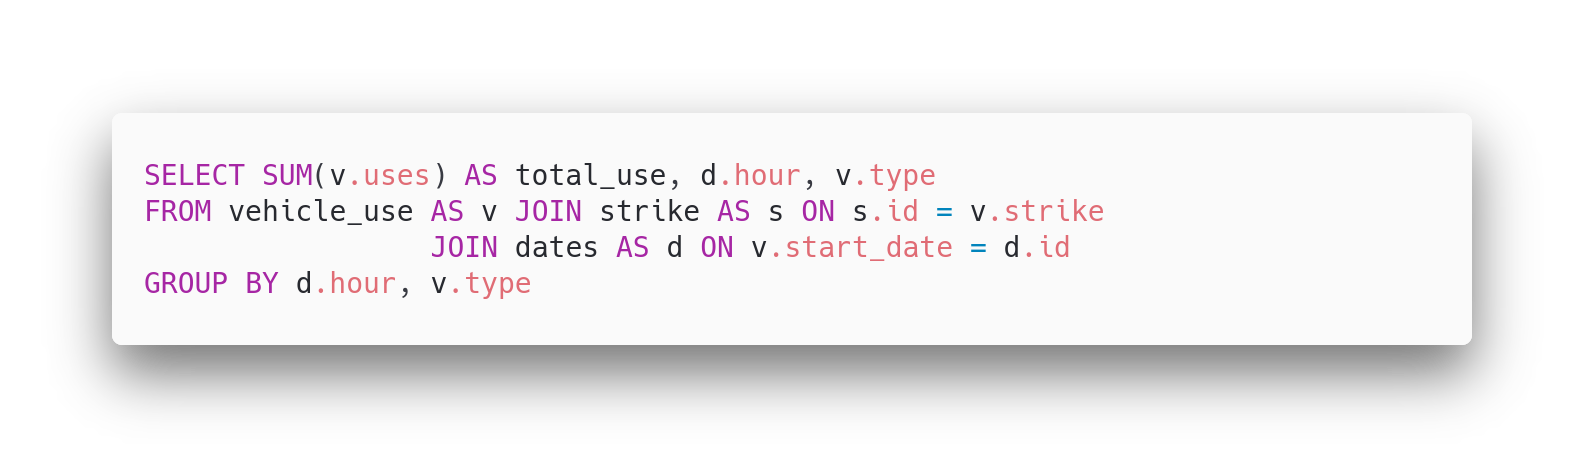 SELECT SUM(v.uses) AS total_use, d.hour, v.type
FROM vehicle_use AS v JOIN strike AS s ON s.id = v.strike
JOIN dates AS d ON v.start_date = d.id
GROUP BY d.hour, v.type